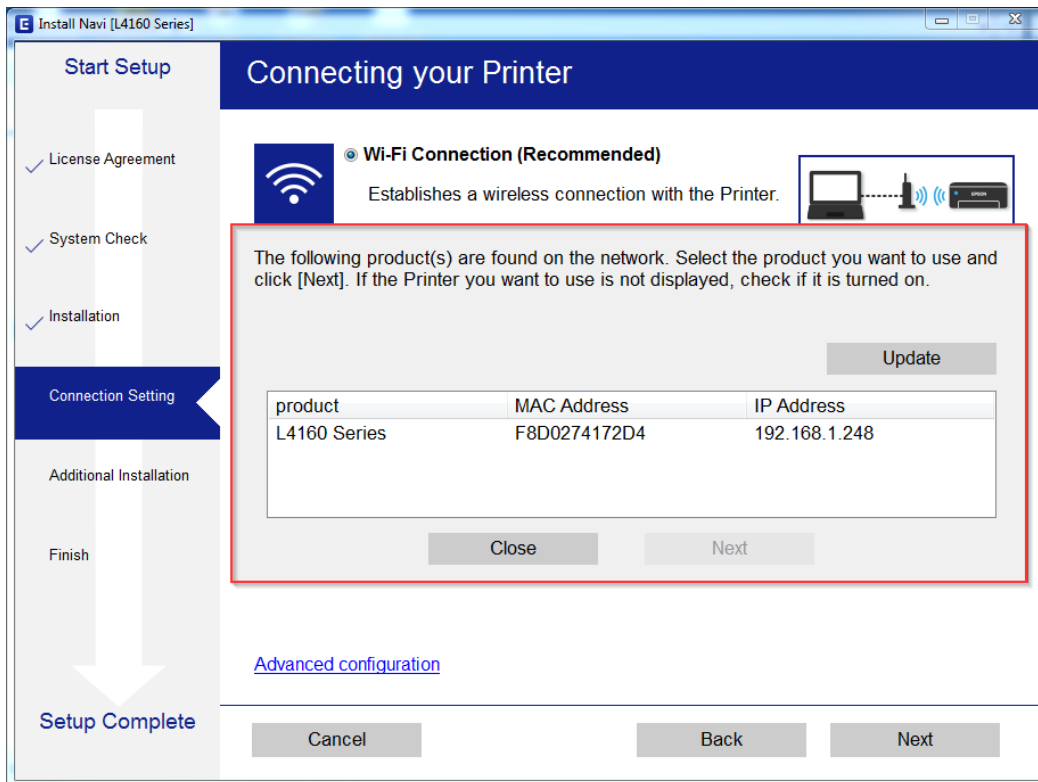 Install Navi [L4160 Series]
Start Setup
License Agreement
System Check
Installation
Connection Setting
Additional Installation
Finish
Setup Complete
Connecting your Printer
Wi-Fi Connection (Recommended)
Establishes a wireless connection with the Printer.
EPSON
The following product(s) are found on the network. Select the product you want to use and
click [Next]. If the Printer you want to use is not displayed, check if it is turned on.
Update
product MAC Address IP Address
L4160 Series F8D0274172D4 192.168.1.248
Close Next
Advanced configuration
Cancel Back Next